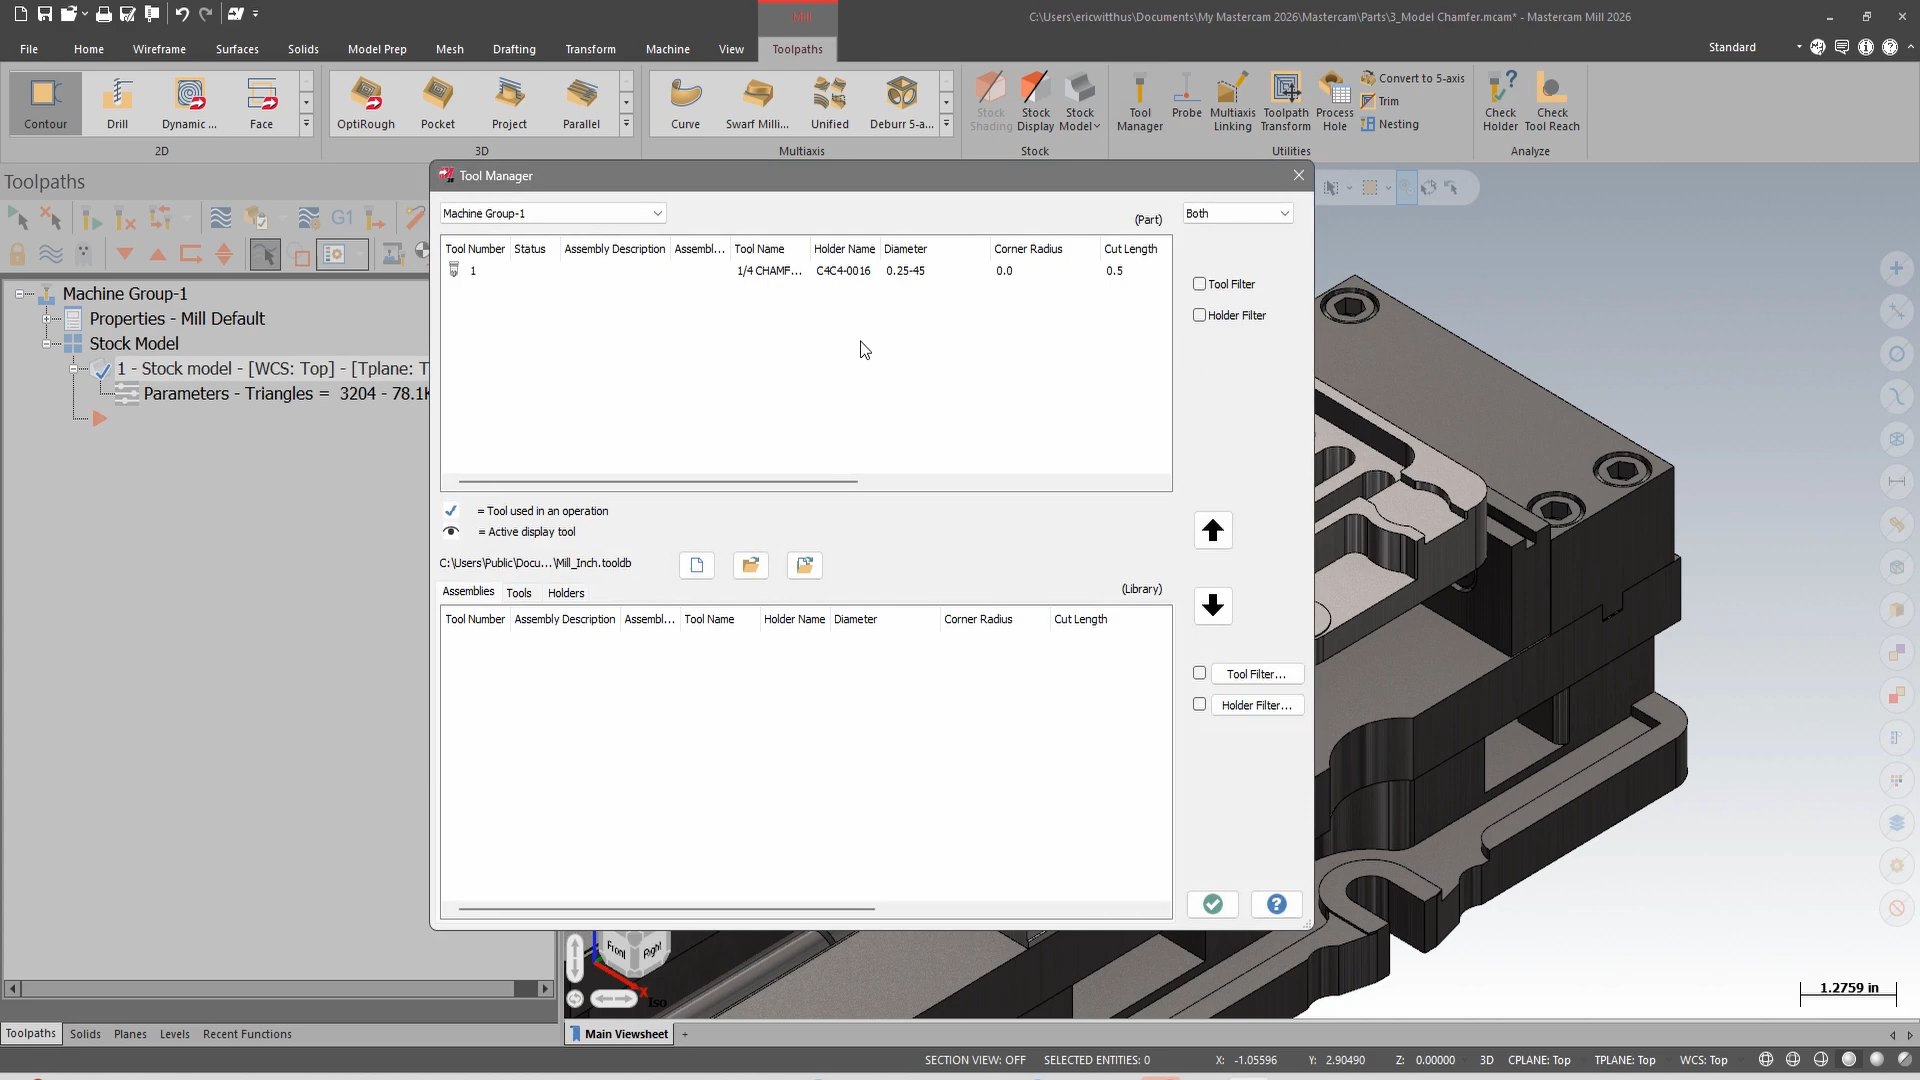 Mill
C:\Users\ericwitthus\Documents\My Mastercam 2026\Mastercam\Parts\3_Model Chamfer.mcam* - Mastercam Mill 2026
File Home Wireframe Surfaces Solids Model Prep Mesh Drafting Transform Machine View Toolpaths
Standard
Contour Drill Dynamic ... Face
OptiRough Pocket Project Parallel
Curve Swarf Milli... Unified Deburr 5-a...
Stock Shading Stock Display Stock Model
Tool Manager Probe Multiaxis Linking Toolpath Transform Process Hole
Convert to 5-axis
Trim
Nesting
Check Holder Check Tool Reach
2D 3D Multiaxis Stock Utilities Analyze
Toolpaths
G1
Machine Group-1
Properties - Mill Default
Stock Model
1 - Stock model - [WCS: Top] - [Tplane: T
Parameters - Triangles = 3204 - 78.1K
Tool Manager
Machine Group-1
(Part)
Both
Tool Number Status Assembly Description Assembl... Tool Name Holder Name Diameter Corner Radius Cut Length
1 1/4 CHAMF... C4C4-0016 0.25-45 0.0 0.5
Tool Filter
Holder Filter
= Tool used in an operation
= Active display tool
C:\Users\Public\Docu...\Mill_Inch.tooldb
Assemblies Tools Holders
(Library)
Tool Number Assembly Description Assembl... Tool Name Holder Name Diameter Corner Radius Cut Length
Tool Filter...
Holder Filter...
Front Right
X
Iso
1.2759 in
Toolpaths Solids Planes Levels Recent Functions
Main Viewsheet +
SECTION VIEW: OFF SELECTED ENTITIES: 0 X: -1.05596 Y: 2.90490 Z: 0.00000 3D CPLANE: Top TPLANE: Top WCS: Top